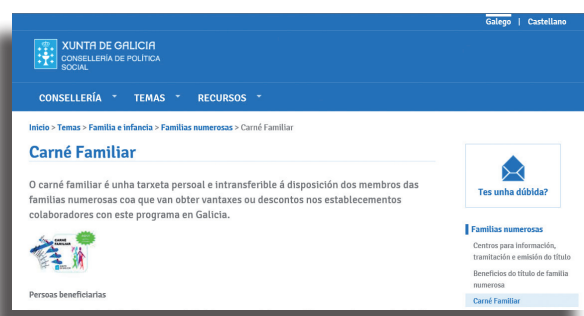 Galego | Castellano
XUNTA DE GALICIA
CONSELLERÍA DE POLÍTICA
SOCIAL
CONSELLERÍA TEMAS RECURSOS
Inicio > Temas > Familia e infancia > Familias numerosas > Carné Familiar
Carné Familiar
O carné familiar é unha tarxeta persoal e intransferible á disposición dos membros das
familias numerosas coa que van obter vantaxes ou descontos nos establecementos
colaboradores con este programa en Galicia.
CARNÉ
FAMILIAR
Persoas beneficiarias
Tes unha dúbida?
Familias numerosas
Centros para información,
tramitación e emisión do título
Beneficios do título de familia
numerosa
Carné Familiar